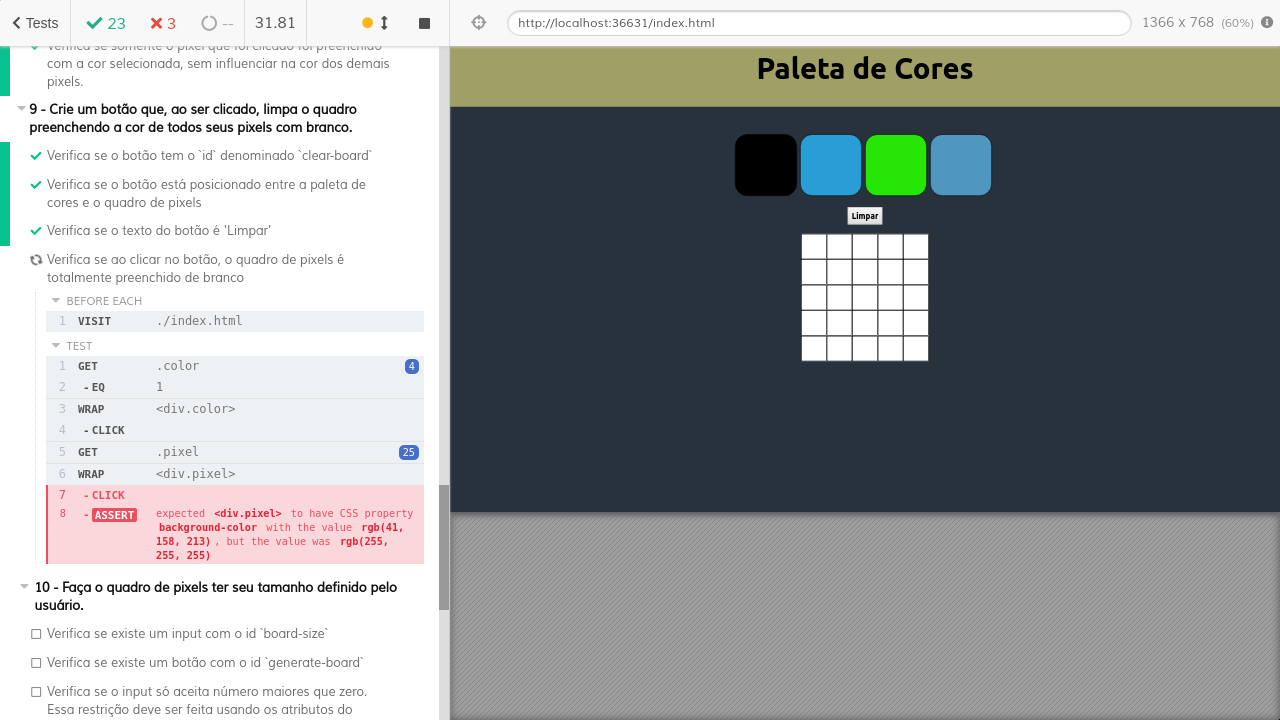 Tests
23
3
--
31.81
http://localhost:36631/index.html
1366 x 768 (60%)
Verifica se somente o pixel que foi clicado foi preenchido
com a cor selecionada, sem influenciar na cor dos demais
pixels.
9 - Crie um botão que, ao ser clicado, limpa o quadro
preenchendo a cor de todos seus pixels com branco.
Verifica se o botão tem o `id` denominado `clear-board`
Verifica se o botão está posicionado entre a paleta de
cores e o quadro de pixels
Verifica se o texto do botão é 'Limpar'
Verifica se ao clicar no botão, o quadro de pixels é
totalmente preenchido de branco
BEFORE EACH
1 VISIT ./index.html
TEST
1 GET .color 4
2 - EQ 1
3 WRAP <div.color>
4 - CLICK
5 GET .pixel 25
6 WRAP <div.pixel>
7 - CLICK
8 - ASSERT expected <div.pixel> to have CSS property
background-color with the value rgb(41,
158, 213), but the value was rgb(255,
255, 255)
10 - Faça o quadro de pixels ter seu tamanho definido pelo
usuário.
Verifica se existe um input com o id `board-size`
Verifica se existe um botão com o id `generate-board`
Verifica se o input só aceita número maiores que zero.
Essa restrição deve ser feita usando os atributos do
Paleta de Cores
Limpar